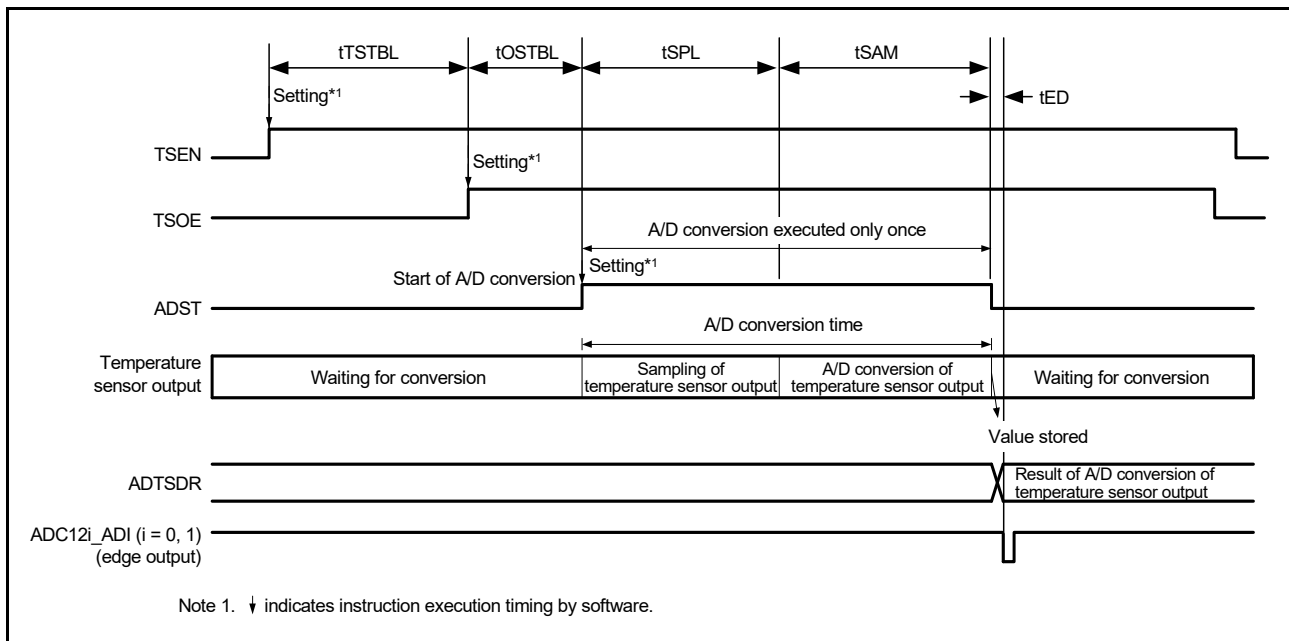 tTSTBL
tOSTBL
tSPL
tSAM
tED
Setting*1
TSEN
Setting*1
TSOE
A/D conversion executed only once
Start of A/D conversion
Setting*1
ADST
A/D conversion time
Temperature
sensor output
Waiting for conversion
Sampling of
temperature sensor output
A/D conversion of
temperature sensor output
Waiting for conversion
Value stored
ADTSDR
Result of A/D conversion of
temperature sensor output
ADC12i_ADI (i = 0, 1)
(edge output)
Note 1. ↓ indicates instruction execution timing by software.